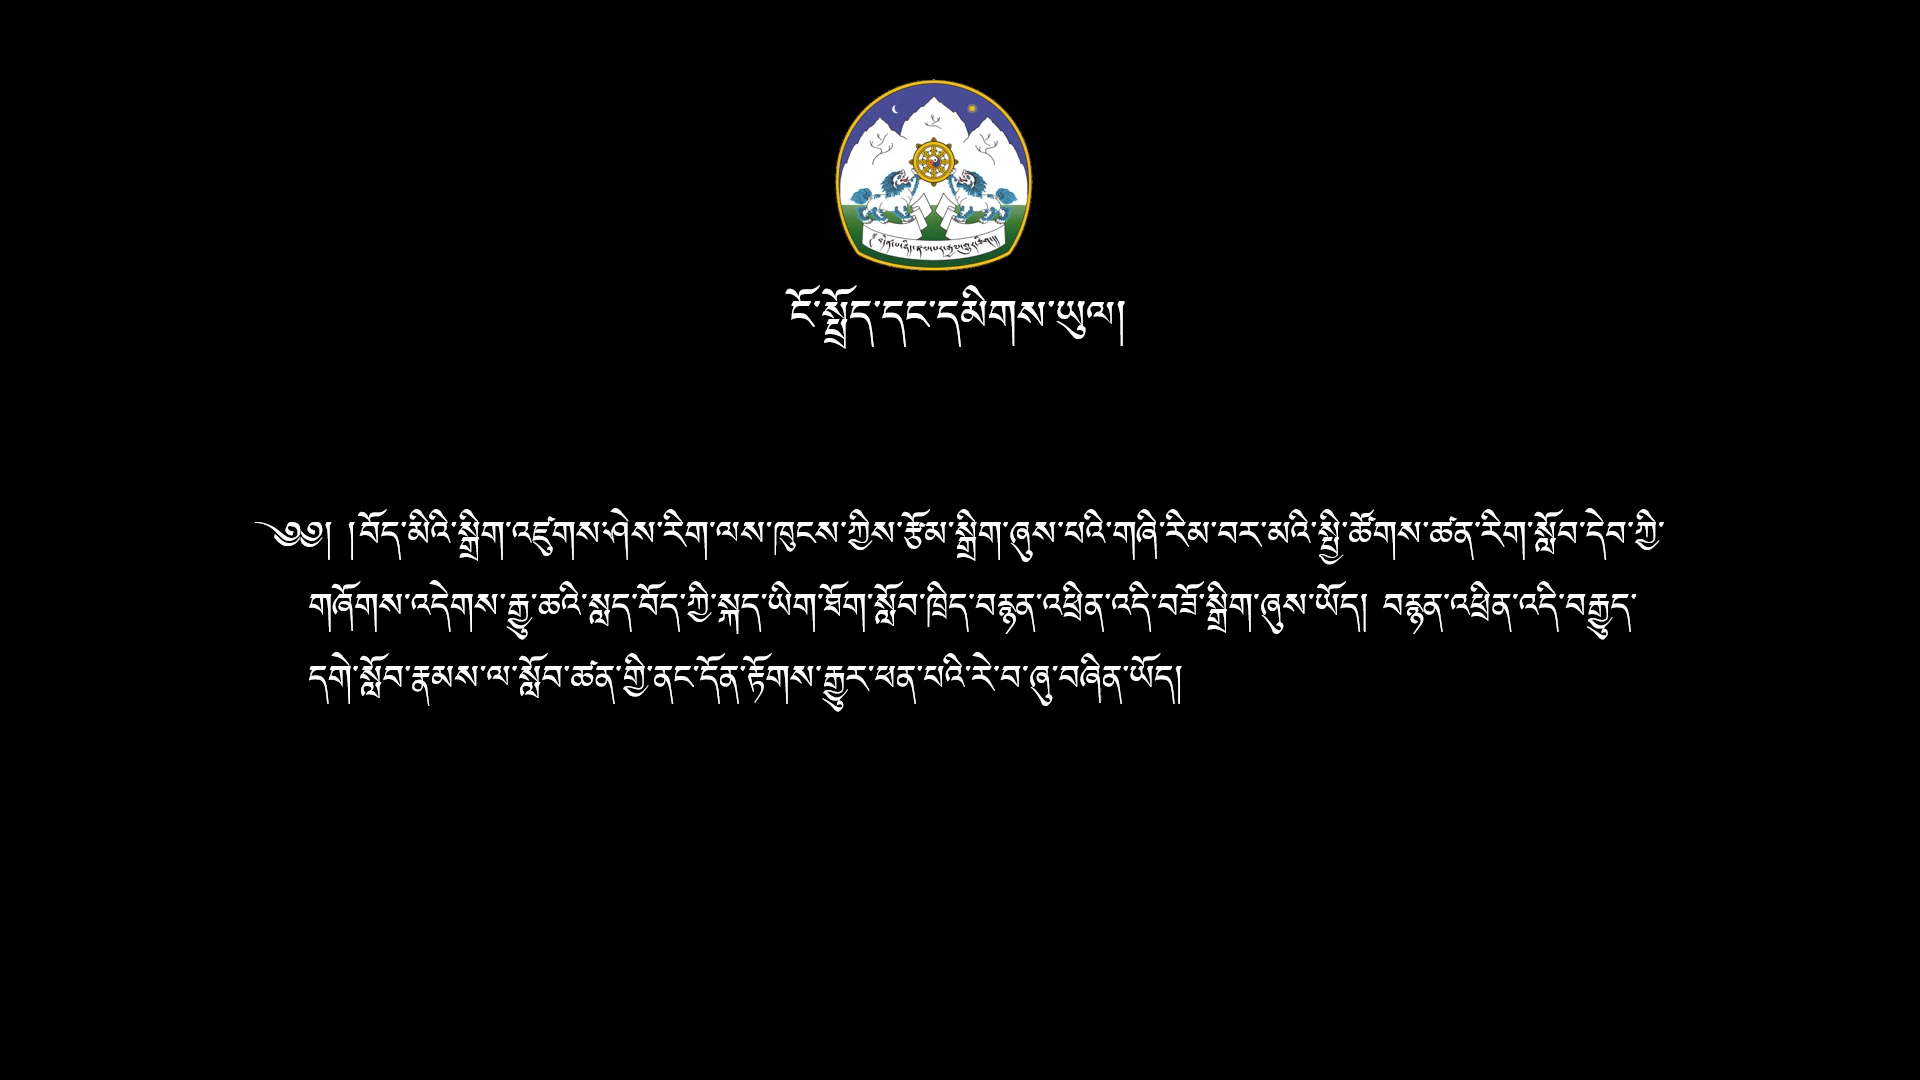 ངོ་སྤྲོད་དང་དམིགས་ཡུལ།
༄༅། །བོད་མིའི་སྒྲིག་འཛུགས་ཤེས་རིག་ལས་ཁུངས་ཀྱིས་རྩོམ་སྒྲིག་ཞུས་པའི་གཞི་རིམ་བར་མའི་སྤྱི་ཚོགས་ཚན་རིག་སློབ་དེབ་ཀྱི་
གཞོགས་འདེགས་རྒྱུ་ཆའི་སླད་བོད་ཀྱི་སྐད་ཡིག་ཐོག་སློབ་ཁྲིད་བརྙན་འཕྲིན་འདི་བཟོ་སྒྲིག་ཞུས་ཡོད། བརྙན་འཕྲིན་འདི་བརྒྱུད་
དགེ་སློབ་རྣམས་ལ་སློབ་ཚན་གྱི་ནང་དོན་རྟོགས་རྒྱུར་ཕན་པའི་རེ་བ་ཞུ་བཞིན་ཡོད།